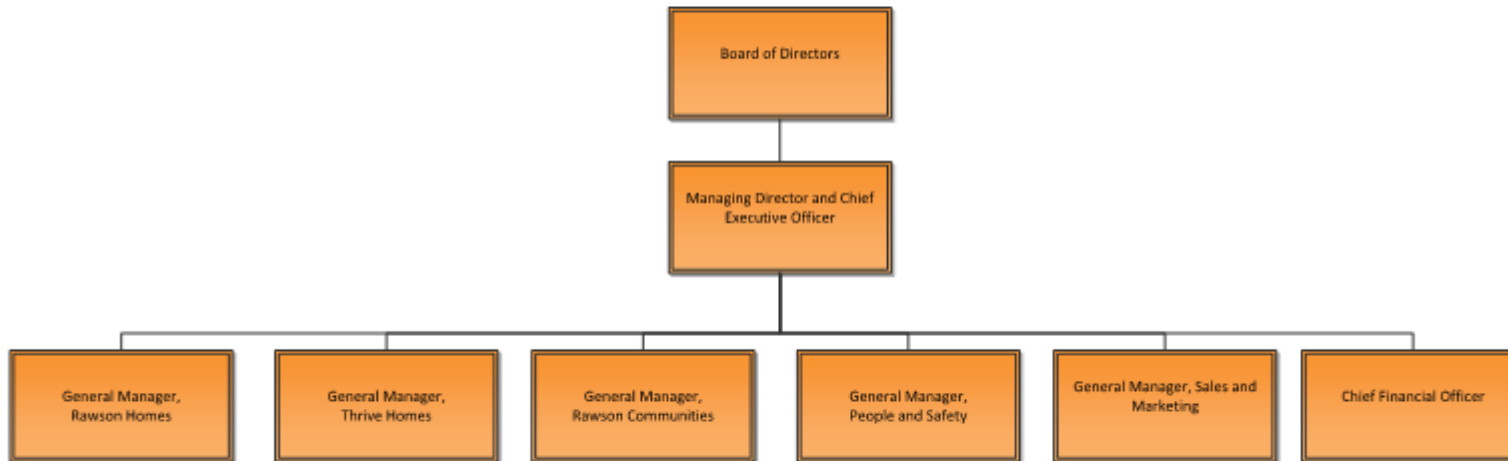 Board of Directors
Managing Director and Chief
Executive Officer
General Manager,
Rawson Homes
General Manager,
Thrive Homes
General Manager,
Rawson Communities
General Manager,
People and Safety
General Manager, Sales and
Marketing
Chief Financial Officer